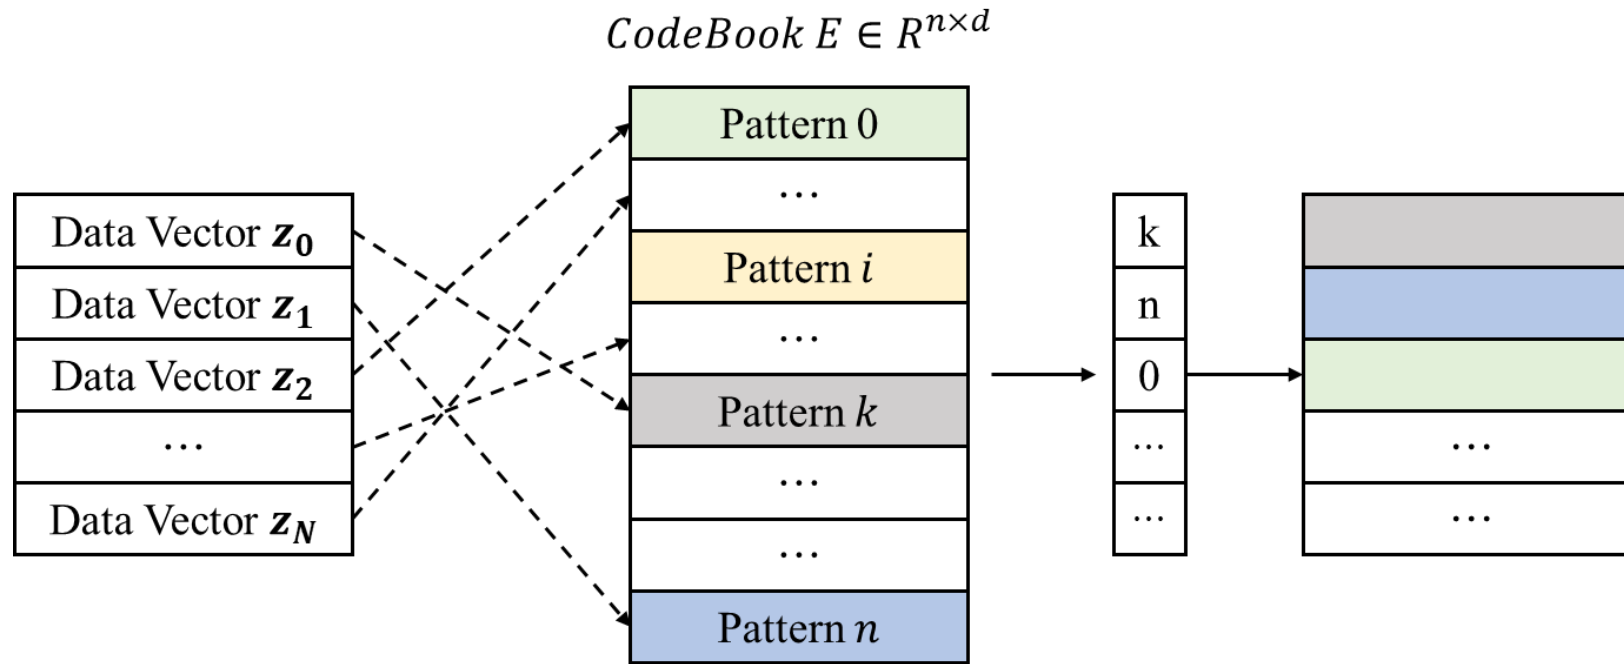 CodeBook E ∈ R^{n×d}
Data Vector z_0
Data Vector z_1
Data Vector z_2
...
Data Vector z_N
Pattern 0
...
Pattern i
...
Pattern k
...
...
Pattern n
k
n
0
...
...
...
...